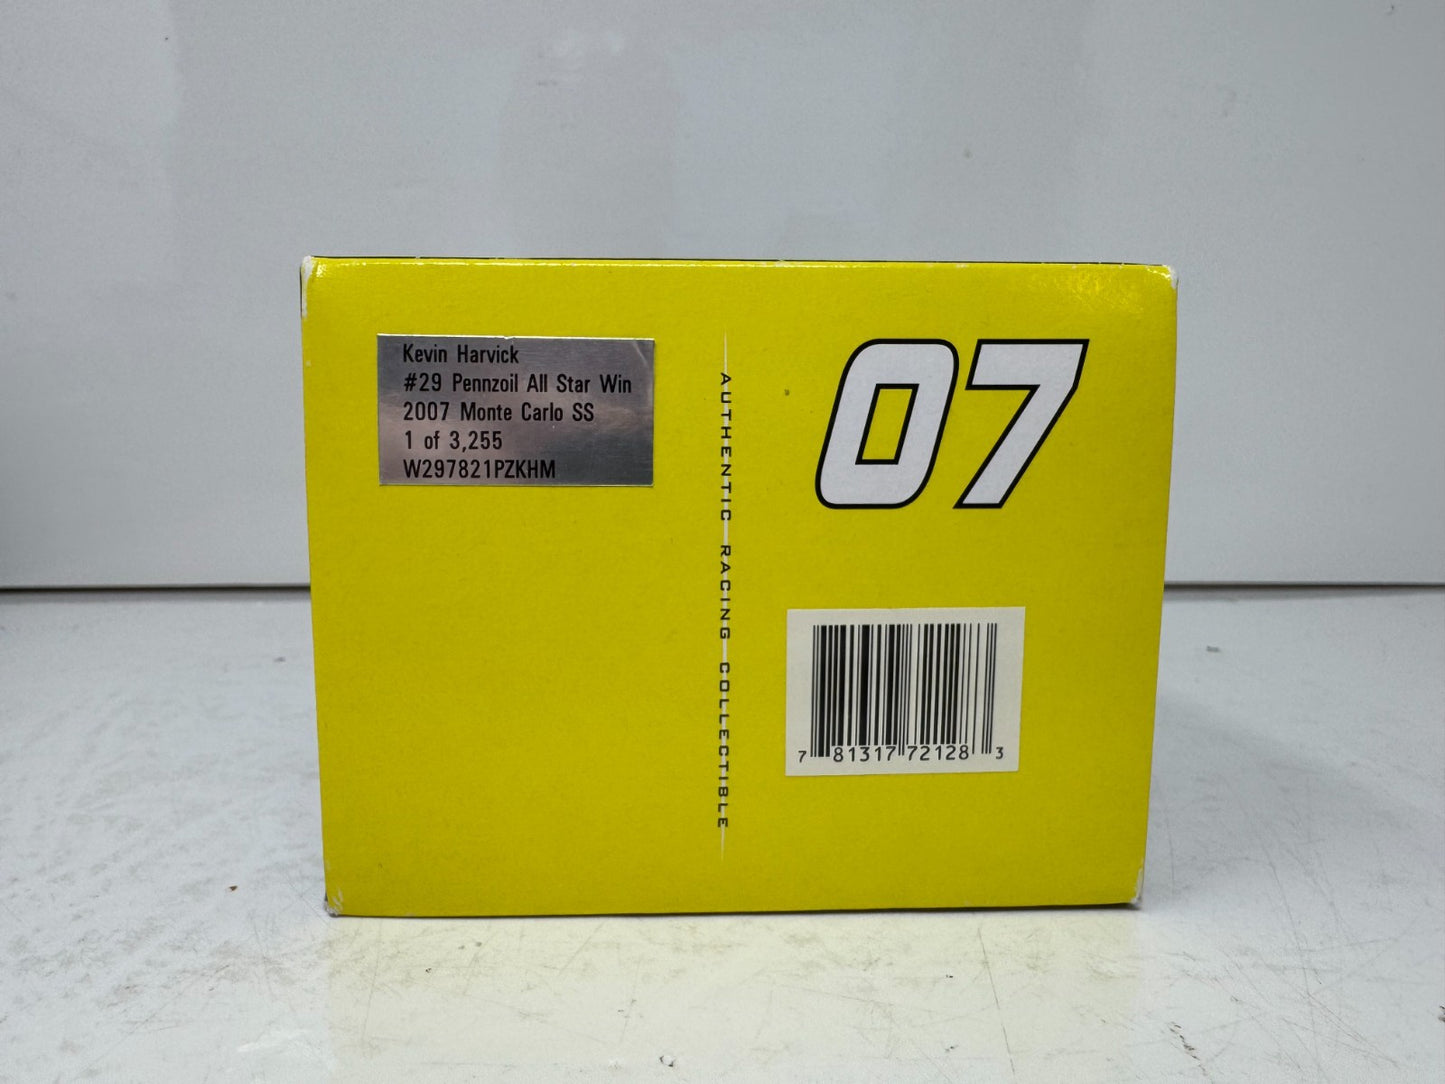 Kevin Harvick
#29 Pennzoil All Star Win
2007 Monte Carlo SS
1 of 3,255
W297821PZKHM
AUTHENTIC RACING COLLECTIBLE
07
7 81317 72128 3